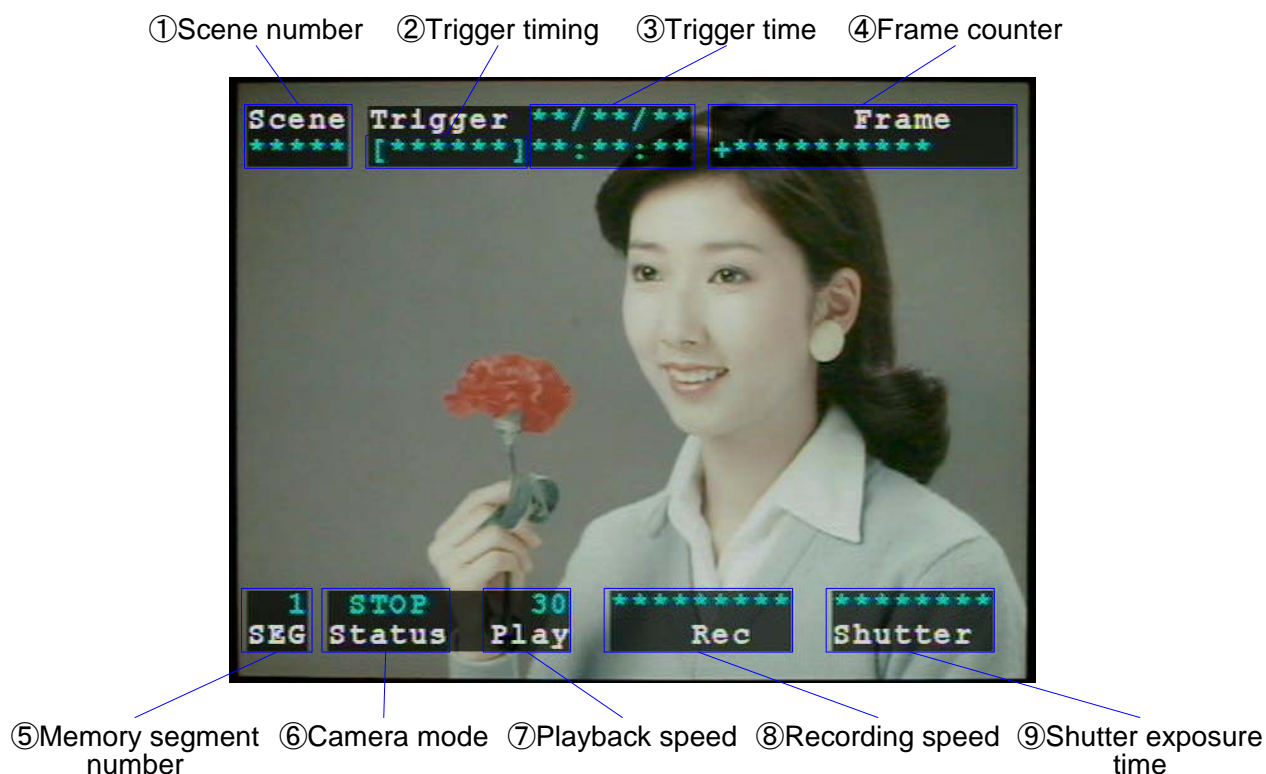 ①Scene number ②Trigger timing ③Trigger time ④Frame counter
Scene Trigger **/**/** Frame
***** [******] **:**:** +**********
1 STOP 30 ********* ********
SEG Status Play Rec Shutter
⑤Memory segment number ⑥Camera mode ⑦Playback speed ⑧Recording speed ⑨Shutter exposure time